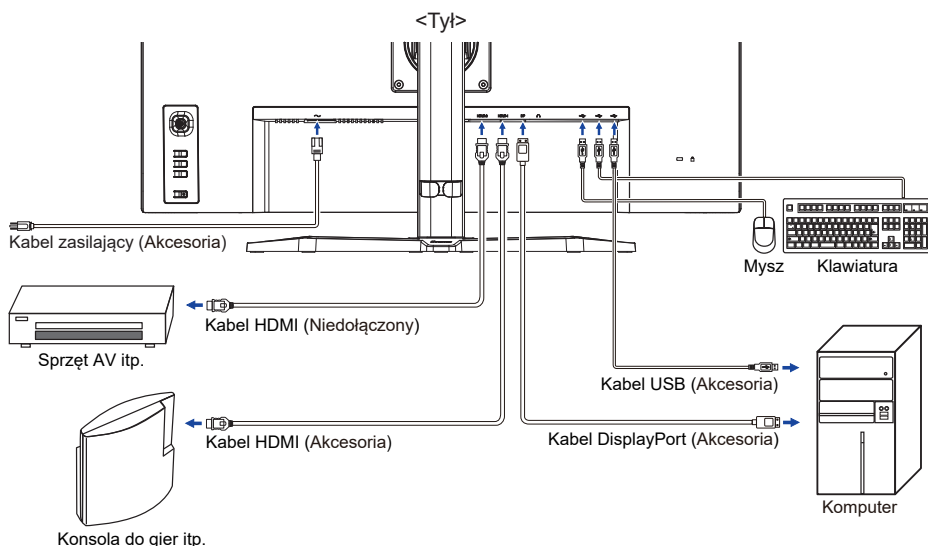 <Tył>
Kabel zasilający (Akcesoria)
Mysz
Klawiatura
Kabel HDMI (Niedołączony)
Sprzęt AV itp.
Kabel USB (Akcesoria)
Kabel HDMI (Akcesoria)
Kabel DisplayPort (Akcesoria)
Komputer
Konsola do gier itp.